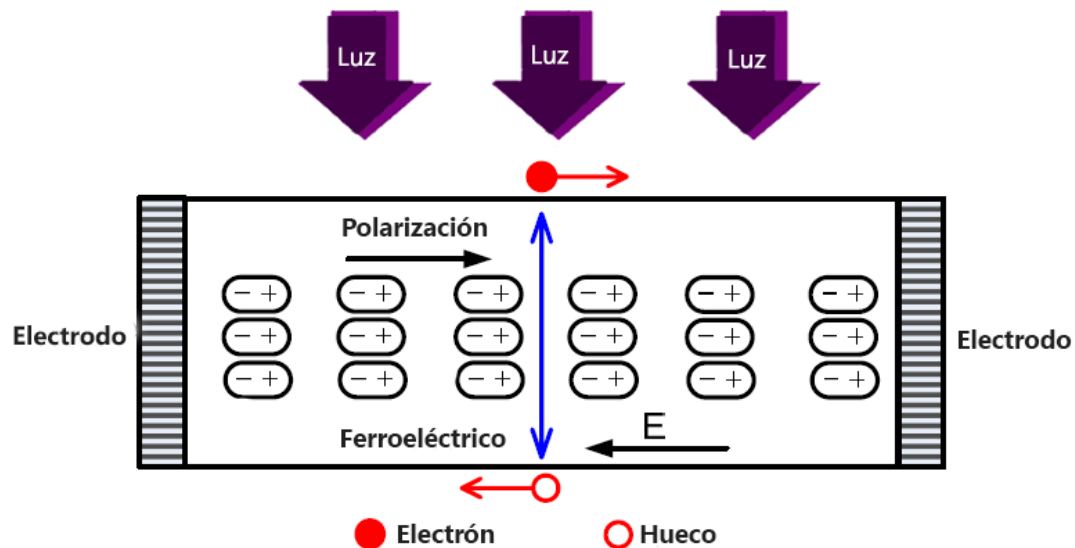 Luz Luz Luz
Polarización
- + - + - + - + - + - +
- + - + - + - + - + - +
Electrodo Electrodo
- + - + - + - + - + - +
Ferroeléctrico E
Electrón Hueco